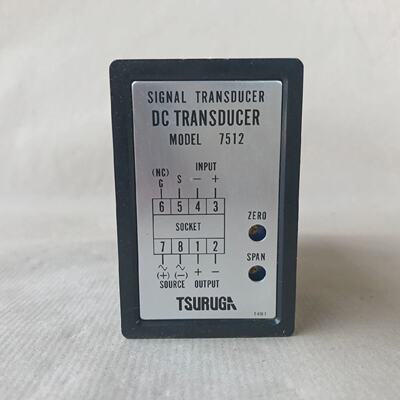 SIGNAL TRANSDUCER
DC TRANSDUCER
MODEL 7512
INPUT
(NC)
G S − +
6 5 4 3
SOCKET
7 8 1 2
∼ ∼
(+) (−) + −
SOURCE OUTPUT
ZERO
SPAN
TSURUGA